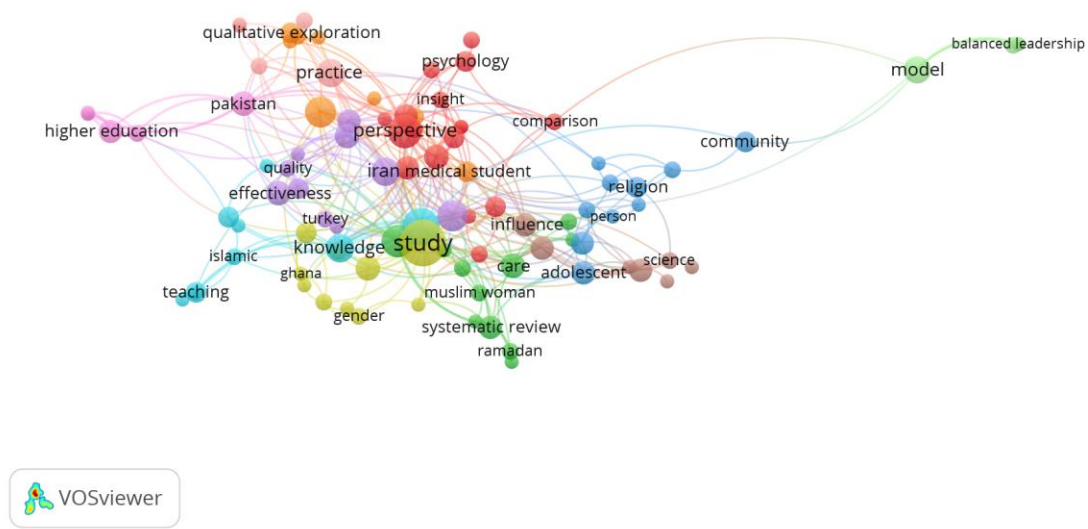 qualitative exploration
balanced leadership
psychology
model
practice
insight
pakistan
comparison
higher education
perspective
community
quality
iran medical student
effectiveness
religion
turkey
person
influence
knowledge
study
islamic
science
ghana
care
adolescent
teaching
muslim woman
gender
systematic review
ramadan
VOSviewer